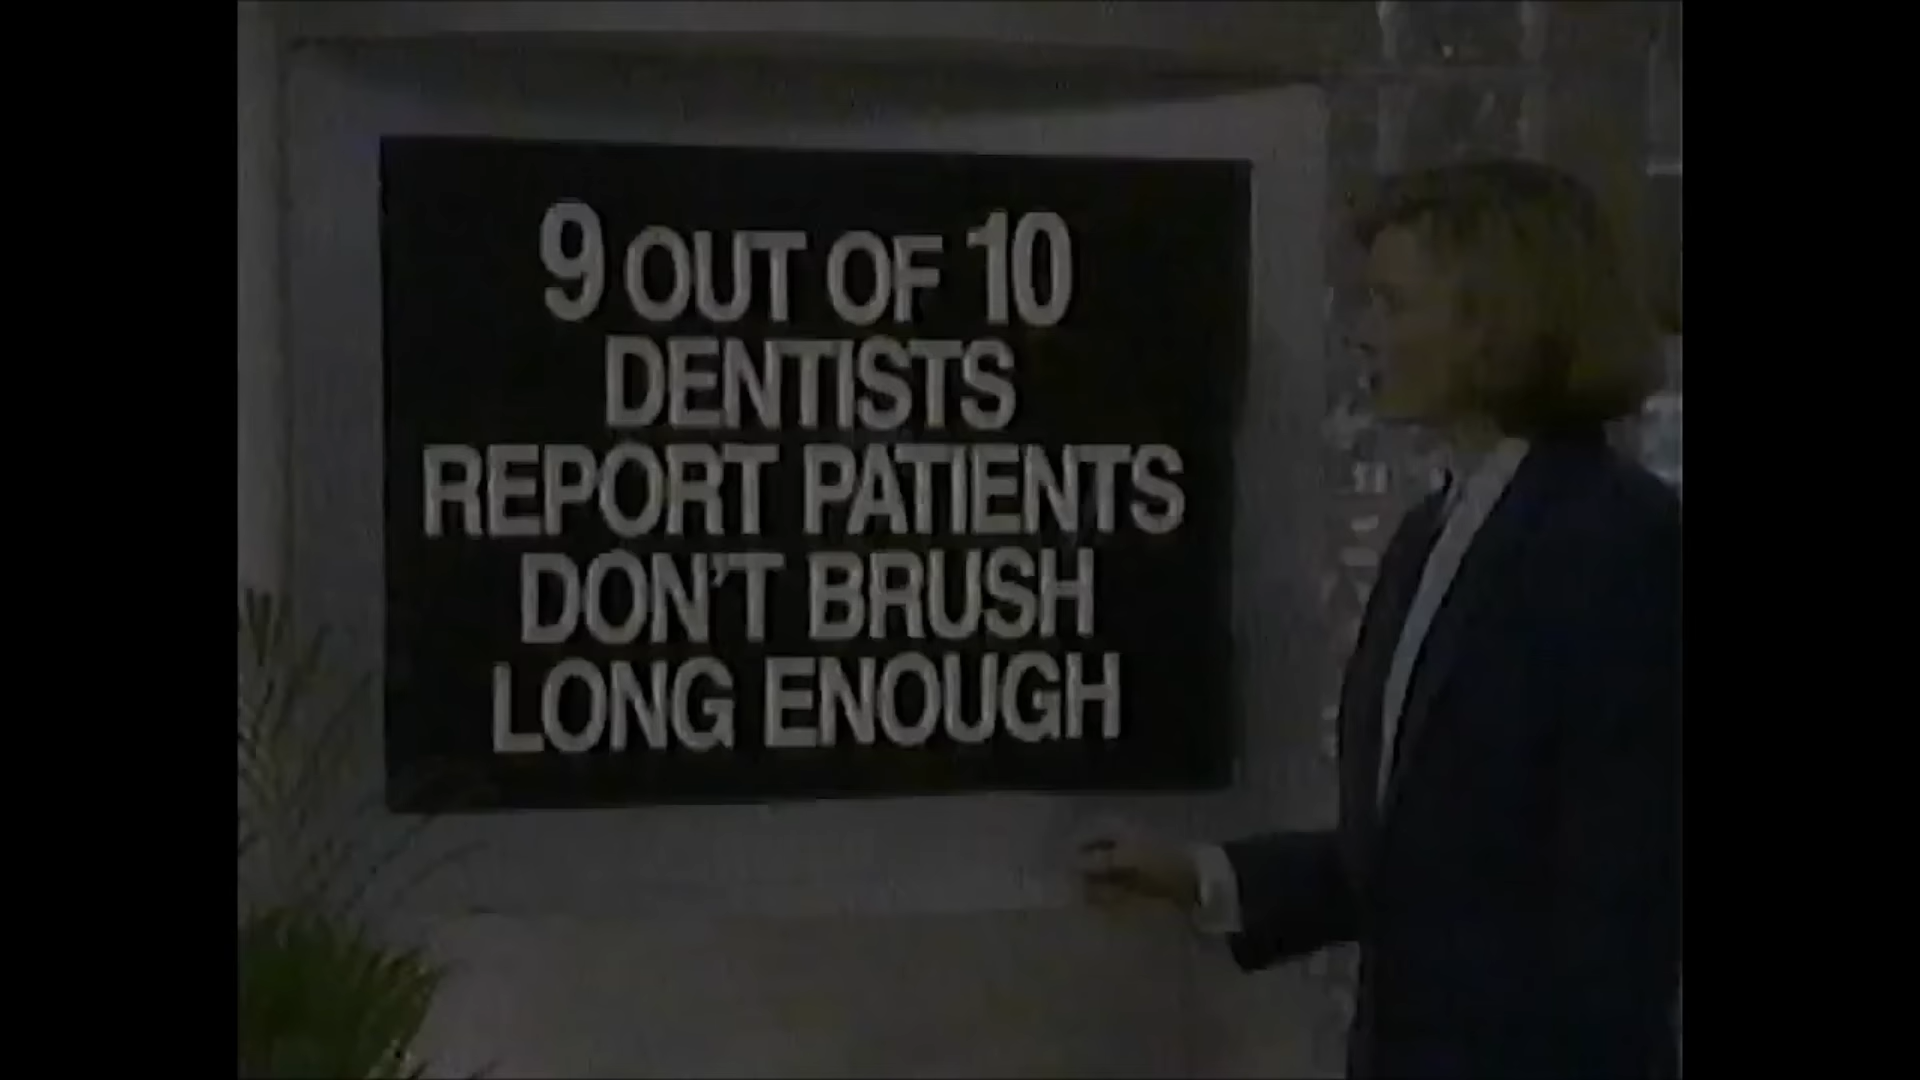 9 OUT OF 10
DENTISTS
REPORT PATIENTS
DON'T BRUSH
LONG ENOUGH